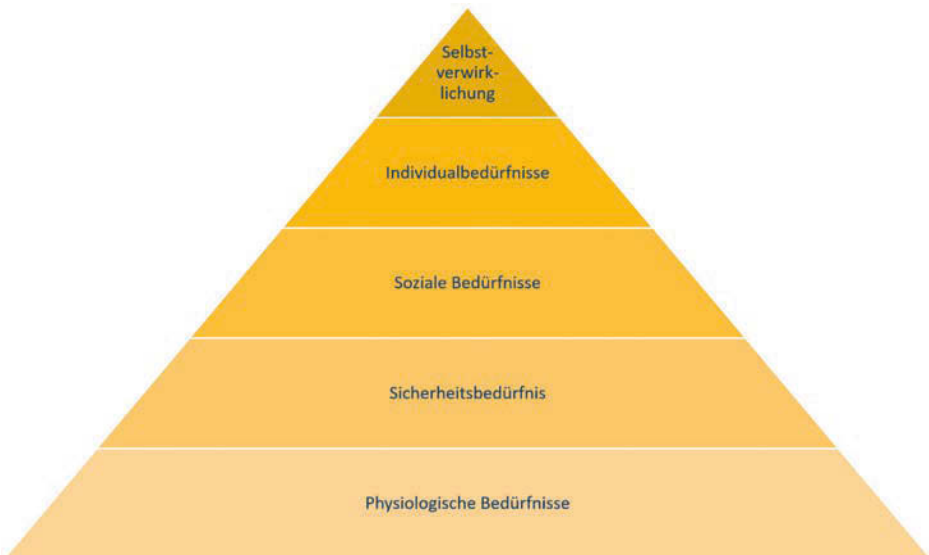 Selbst-
verwirk-
lichung
Individualbedürfnisse
Soziale Bedürfnisse
Sicherheitsbedürfnis
Physiologische Bedürfnisse